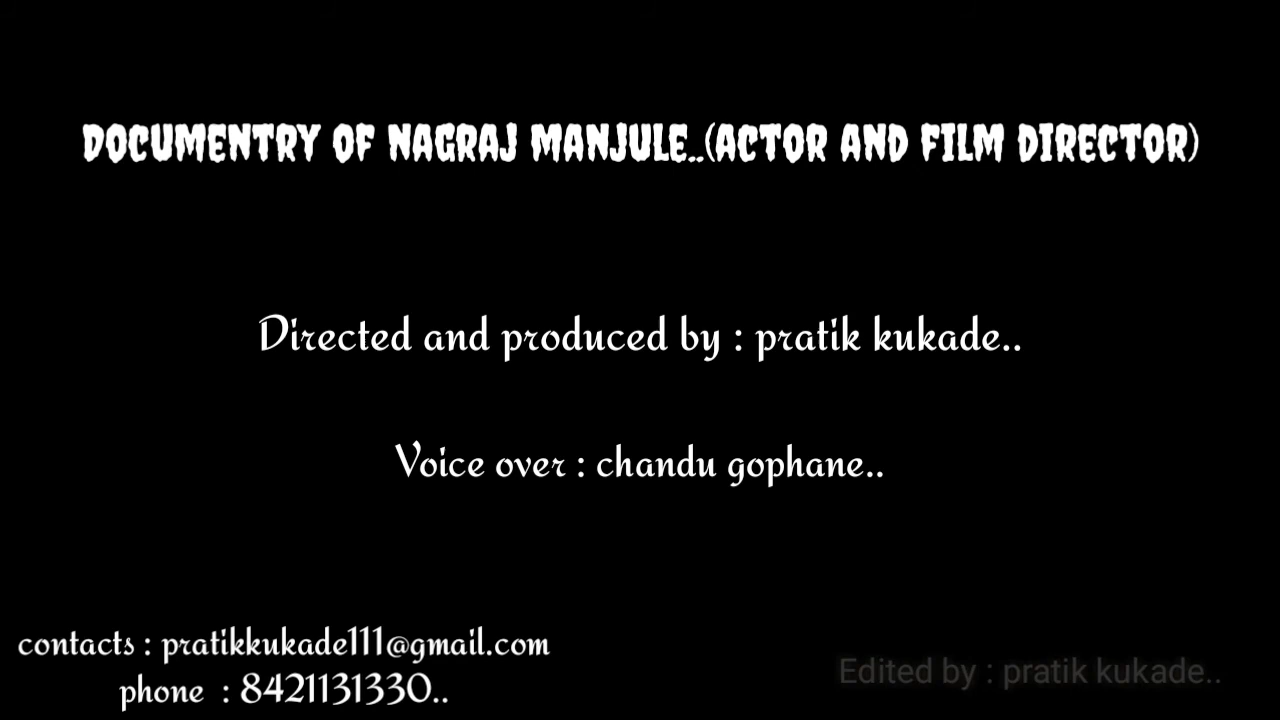 DOCUMENTRY OF NAGRAJ MANJULE..(ACTOR AND FILM DIRECTOR)
Directed and produced by : pratik kukade..
Voice over : chandu gophane..
contacts : pratikkukade111@gmail.com
phone : 8421131330..
Edited by : pratik kukade..